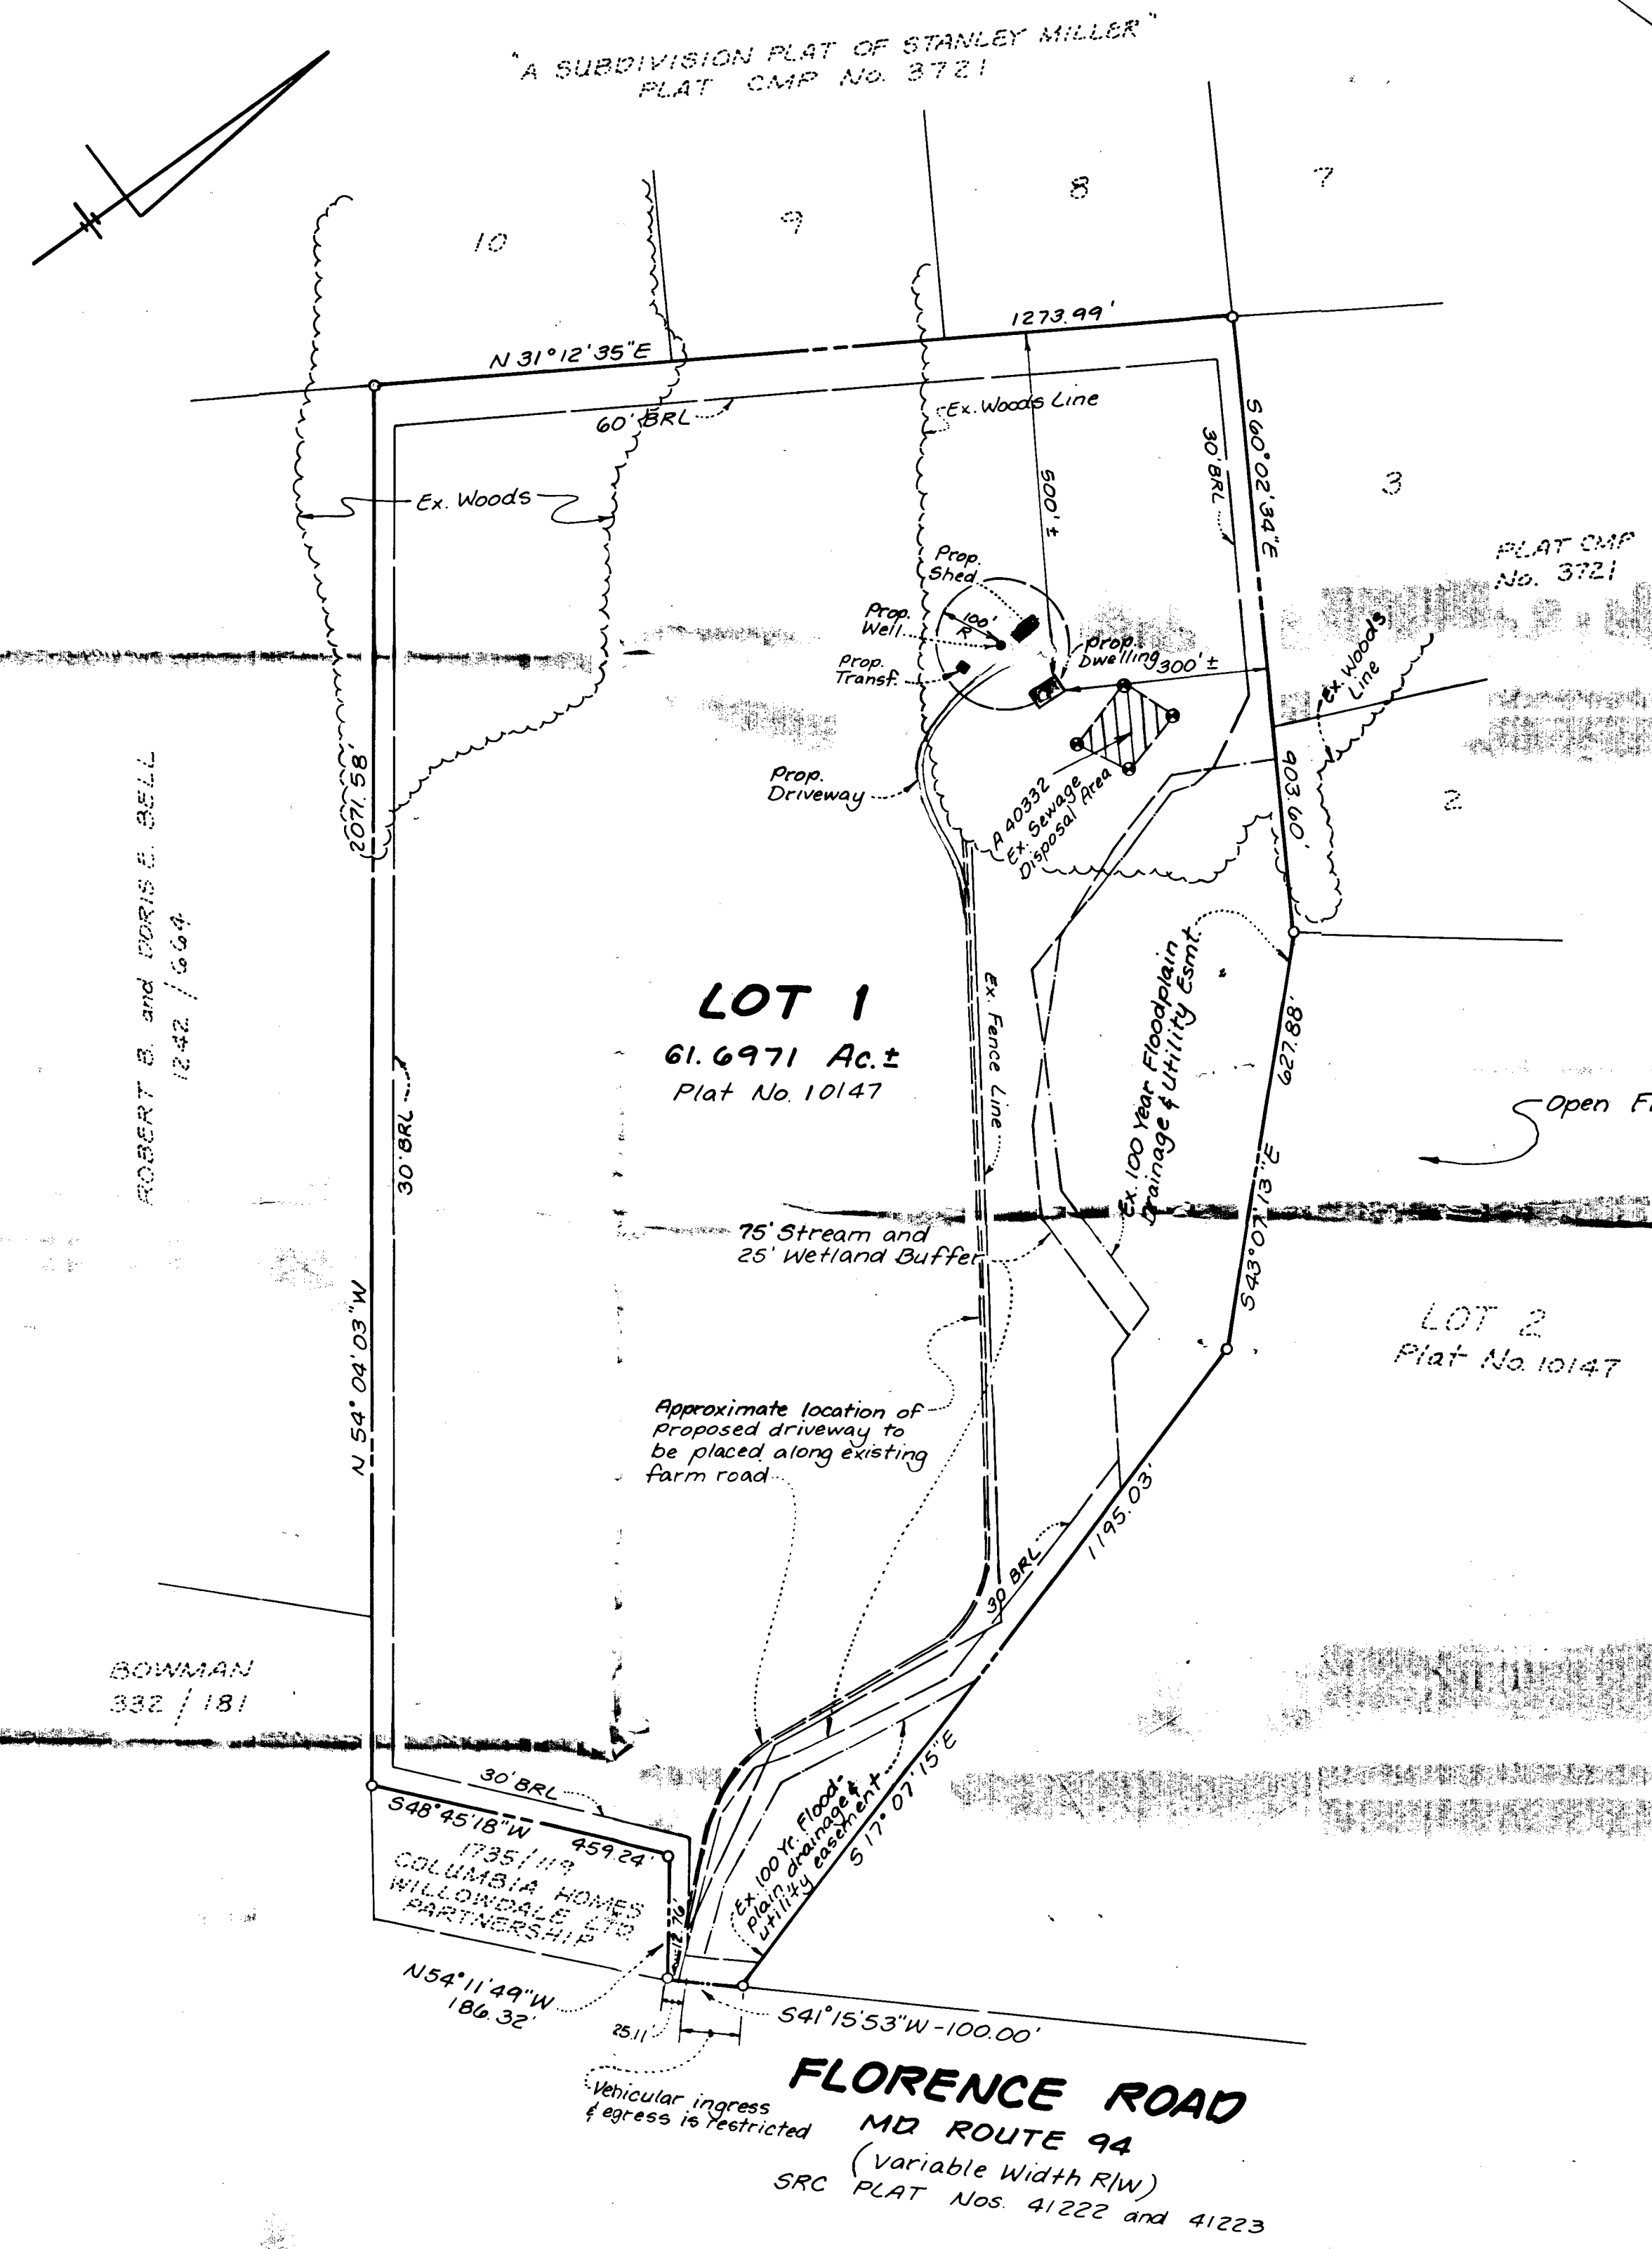 "A SUBDIVISION PLAT OF STANLEY MILLER"
PLAT CMP No. 3721
10
9
8
7
N 31°12'35"E
1273.99'
60' BRL
Ex. Woods Line
Ex. Woods
500'±
30' BRL
S 60°02'34"E
3
PLAT CMP
No. 3721
Prop.
Shed
Prop.
Well
100'
R
Prop.
Transf.
Prop.
Dwelling
300'±
Ex. Woods
Line
Prop.
Driveway
A 40332
Ex. Sewage
Disposal Area
903.60'
2
2071.58'
ROBERT B. and DORIS E. BELL
1242 / 664
LOT 1
61.6971 Ac.±
Plat No. 10147
Ex. Fence Line
Ex. 100 Year Floodplain
Drainage & Utility Esmt.
627.88'
Open
30' BRL
75' Stream and
25' Wetland Buffer
LOT 2
Plat No. 10147
N 54° 04' 03"W
Approximate location of
proposed driveway to
be placed along existing
farm road
1195.03'
30' BRL
BOWMAN
332 / 181
30' BRL
S48°45'18"W
459.24'
1735/119
COLUMBIA HOMES
WILLOWDALE LTD
PARTNERSHIP
Ex. 100 Yr. Flood-
plain, drainage &
utility easement
S 17° 07' 15"E
N54°11'49"W
186.32'
12.76'
25.11'
S41°15'53"W-100.00'
Vehicular ingress
& egress is restricted
FLORENCE ROAD
MD ROUTE 94
(Variable Width R/W)
SRC PLAT Nos. 41222 and 41223